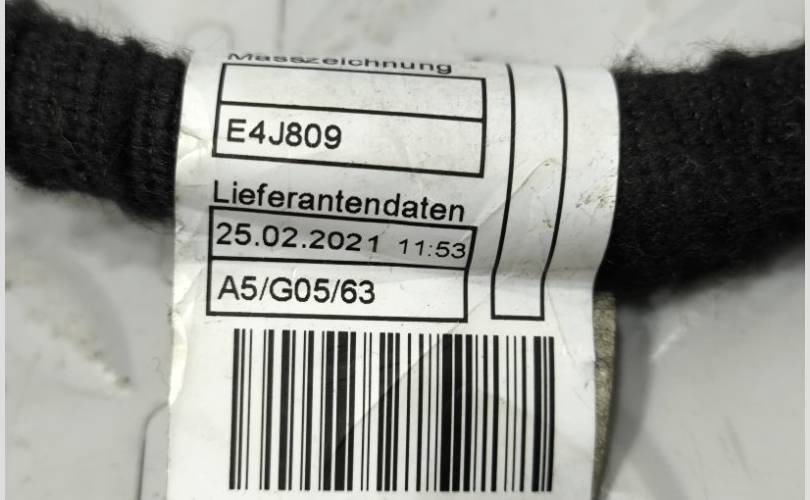 Masszeichnung
E4J809
Lieferantendaten
25.02.2021 11:53
A5/G05/63